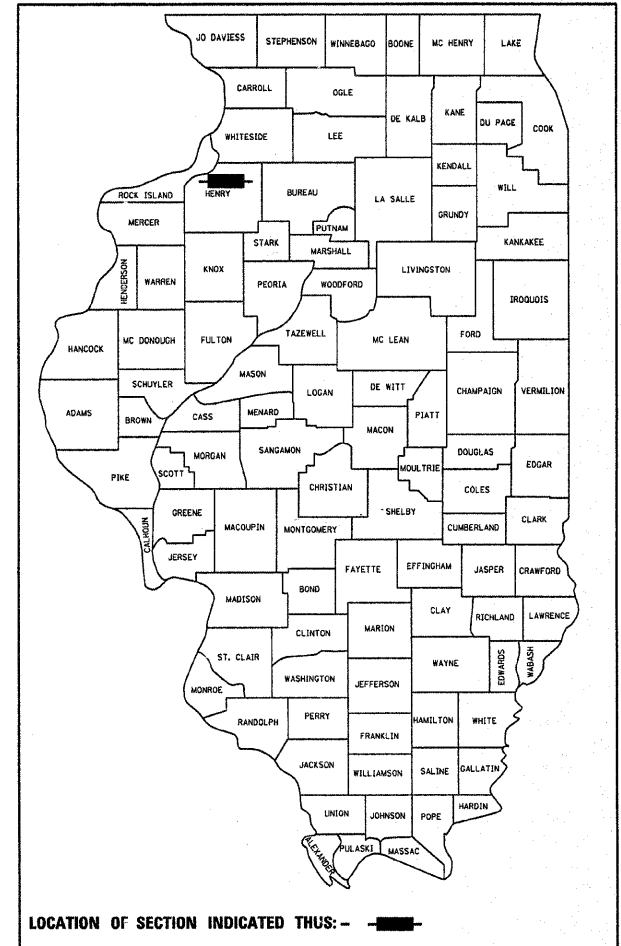 JO DAVIESS
STEPHENSON
WINNEBAGO
BOONE
MC HENRY
LAKE
CARROLL
OGLE
DE KALB
KANE
DU PAGE
COOK
WHITESIDE
LEE
KENDALL
WILL
ROCK ISLAND
HENRY
BUREAU
LA SALLE
GRUNDY
MERCER
PUTNAM
KANKAKEE
STARK
MARSHALL
HENDERSON
WARREN
KNOX
PEORIA
WOODFORD
LIVINGSTON
IROQUOIS
HANCOCK
MC DONOUGH
FULTON
TAZEWELL
MC LEAN
FORD
MASON
SCHUYLER
LOGAN
DE WITT
CHAMPAIGN
VERMILION
ADAMS
BROWN
CASS
MENARD
PIATT
MACON
MORGAN
SANGAMON
DOUGLAS
EDGAR
PIKE
SCOTT
CHRISTIAN
MOULTRIE
COLES
GREENE
MACOUPIN
MONTGOMERY
SHELBY
CUMBERLAND
CLARK
CALHOUN
JERSEY
FAYETTE
EFFINGHAM
JASPER
CRAWFORD
MADISON
BOND
CLAY
RICHLAND
LAWRENCE
CLINTON
MARION
ST. CLAIR
WAYNE
EDWARDS
WABASH
WASHINGTON
JEFFERSON
MONROE
RANDOLPH
PERRY
HAMILTON
WHITE
FRANKLIN
JACKSON
WILLIAMSON
SALINE
GALLATIN
UNION
JOHNSON
POPE
HARDIN
ALEXANDER
PULASKI
MASSAC
LOCATION OF SECTION INDICATED THUS: -